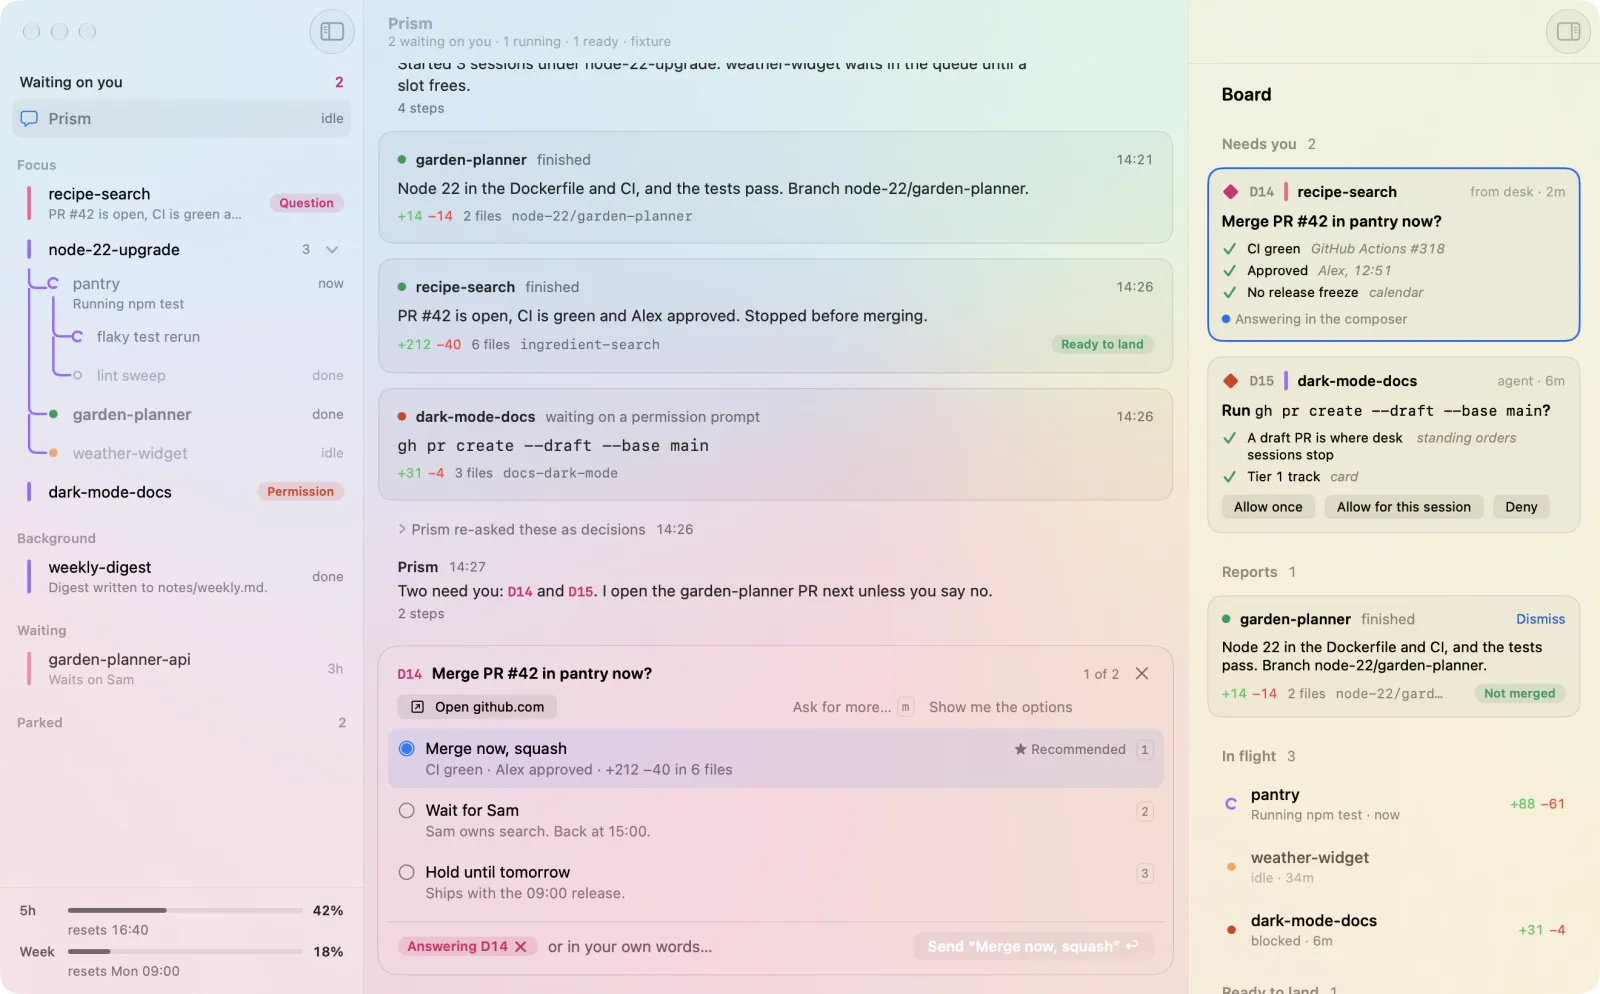 Waiting on you 2
Prism idle
Focus
recipe-search
PR #42 is open, CI is green a... Question
node-22-upgrade 3
pantry now
Running npm test
flaky test rerun
lint sweep done
garden-planner done
weather-widget idle
dark-mode-docs Permission
Background
weekly-digest
Digest written to notes/weekly.md. done
Waiting
garden-planner-api
Waits on Sam 3h
Parked 2
5h 42%
resets 16:40
Week 18%
resets Mon 09:00
Prism
2 waiting on you · 1 running · 1 ready · fixture
Started 3 sessions under node-22-upgrade. weather-widget waits in the queue until a
slot frees.
4 steps
garden-planner finished 14:21
Node 22 in the Dockerfile and CI, and the tests pass. Branch node-22/garden-planner.
+14 −14 2 files node-22/garden-planner
recipe-search finished 14:26
PR #42 is open, CI is green and Alex approved. Stopped before merging.
+212 −40 6 files ingredient-search Ready to land
dark-mode-docs waiting on a permission prompt 14:26
gh pr create --draft --base main
+31 −4 3 files docs-dark-mode
Prism re-asked these as decisions 14:26
Prism 14:27
Two need you: D14 and D15. I open the garden-planner PR next unless you say no.
2 steps
D14 Merge PR #42 in pantry now? 1 of 2
Open github.com Ask for more... m Show me the options
Merge now, squash ★ Recommended 1
CI green · Alex approved · +212 −40 in 6 files
Wait for Sam 2
Sam owns search. Back at 15:00.
Hold until tomorrow 3
Ships with the 09:00 release.
Answering D14 or in your own words... Send “Merge now, squash”
Board
Needs you 2
D14 recipe-search from desk · 2m
Merge PR #42 in pantry now?
CI green GitHub Actions #318
Approved Alex, 12:51
No release freeze calendar
Answering in the composer
D15 dark-mode-docs agent · 6m
Run gh pr create --draft --base main?
A draft PR is where desk standing orders
sessions stop
Tier 1 track card
Allow once Allow for this session Deny
Reports 1
garden-planner finished Dismiss
Node 22 in the Dockerfile and CI, and the tests
pass. Branch node-22/garden-planner.
+14 −14 2 files node-22/gard… Not merged
In flight 3
pantry
Running npm test · now +88 −61
weather-widget
idle · 34m
dark-mode-docs
blocked · 6m +31 −4
Ready to land 1